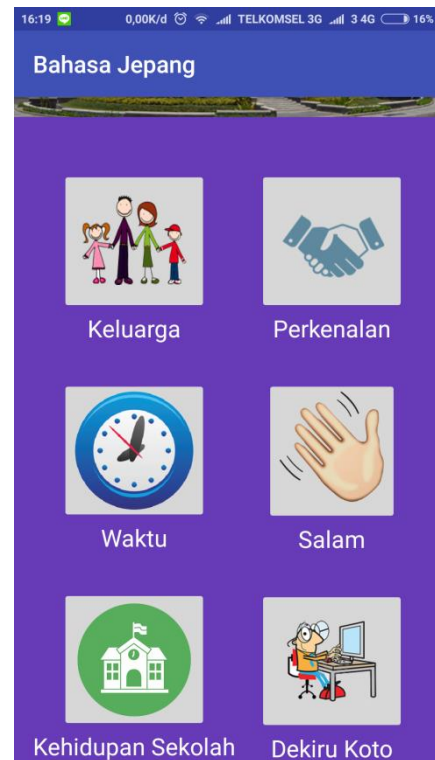 16:19 0,00K/d TELKOMSEL 3G 3 4G 16%
Bahasa Jepang
Keluarga Perkenalan
Waktu Salam
Kehidupan Sekolah Dekiru Koto